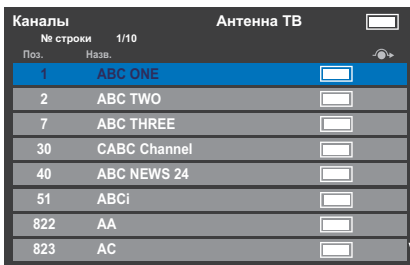 Каналы Антенна ТВ
№ строки 1/10
Поз. Назв.
1 ABC ONE
2 ABC TWO
7 ABC THREE
30 CABC Channel
40 ABC NEWS 24
51 ABCi
822 AA
823 AC